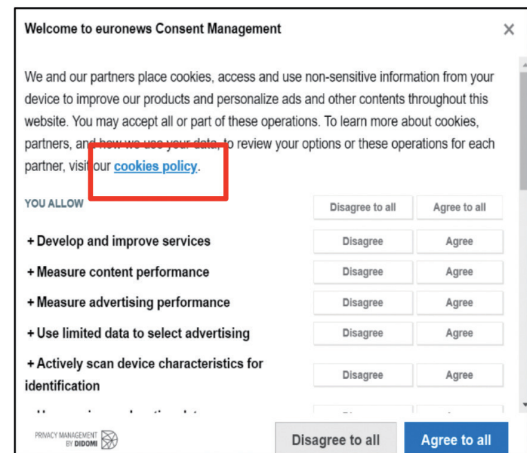 Welcome to euronews Consent Management
We and our partners place cookies, access and use non-sensitive information from your
device to improve our products and personalize ads and other contents throughout this
website. You may accept all or part of these operations. To learn more about cookies,
partners, and how we use your data, to review your options or these operations for each
partner, visit our cookies policy.
YOU ALLOW Disagree to all Agree to all
+ Develop and improve services Disagree Agree
+ Measure content performance Disagree Agree
+ Measure advertising performance Disagree Agree
+ Use limited data to select advertising Disagree Agree
+ Actively scan device characteristics for
identification Disagree Agree
PRIVACY MANAGEMENT
BY DIDOMI
Disagree to all Agree to all